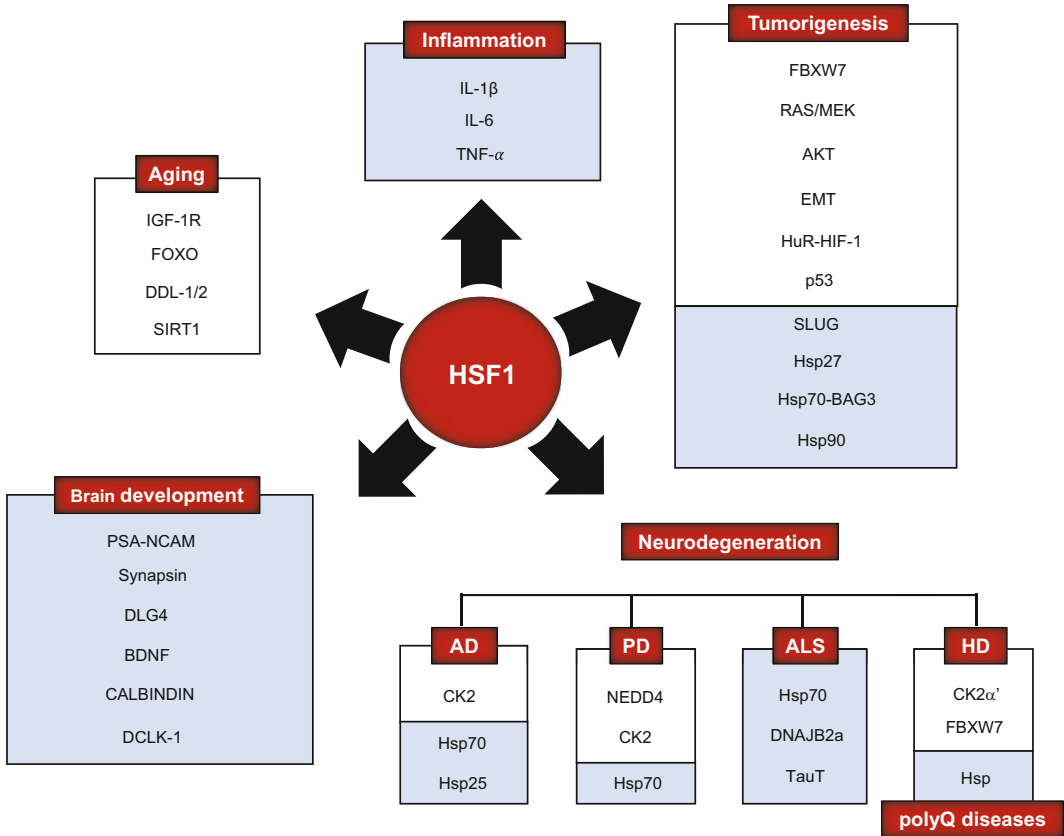 Inflammation
IL-1β
IL-6
TNF-α
Tumorigenesis
FBXW7
RAS/MEK
AKT
EMT
HuR-HIF-1
p53
SLUG
Hsp27
Hsp70-BAG3
Hsp90
Aging
IGF-1R
FOXO
DDL-1/2
SIRT1
HSF1
Brain development
PSA-NCAM
Synapsin
DLG4
BDNF
CALBINDIN
DCLK-1
Neurodegeneration
AD
CK2
Hsp70
Hsp25
PD
NEDD4
CK2
Hsp70
ALS
Hsp70
DNAJB2a
TauT
HD
CK2α’
FBXW7
Hsp
polyQ diseases